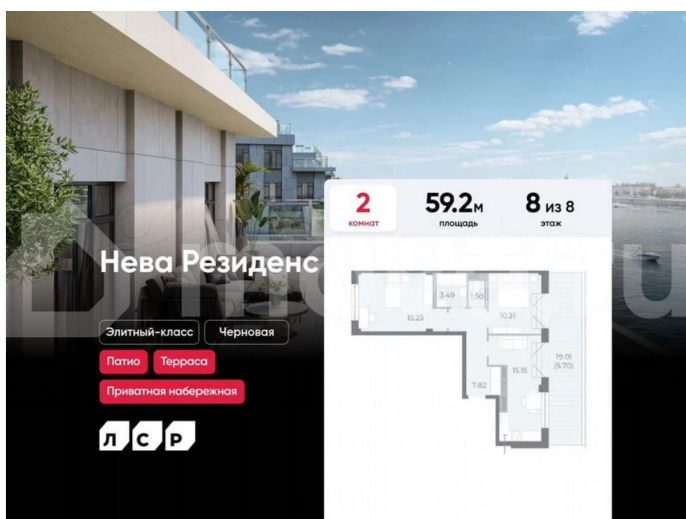 2
комнат
59.2м
площадь
8 из 8
этаж
Нева Резиденс
Элитный-класс
Черновая
Патио
Терраса
Приватная набережная
ЛСР
3.49
1.50
15.23
10.31
19.01
(5.70)
15.15
7.82